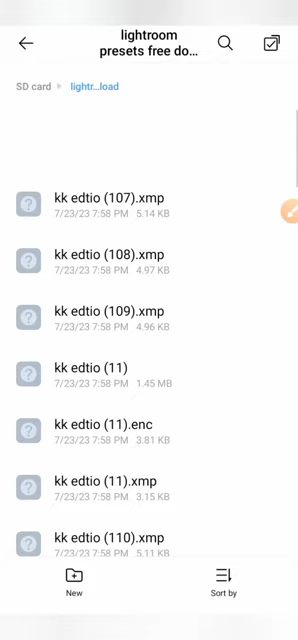 lightroom
presets free do...
SD card
lightr...load
kk edtio (107).xmp
7/23/23 7:58 PM 5.14 KB
kk edtio (108).xmp
7/23/23 7:58 PM 4.97 KB
kk edtio (109).xmp
7/23/23 7:58 PM 4.96 KB
kk edtio (11)
7/23/23 7:58 PM 1.45 MB
kk edtio (11).enc
7/23/23 7:58 PM 3.81 KB
kk edtio (11).xmp
7/23/23 7:58 PM 3.15 KB
kk edtio (110).xmp
7/23/23 7:58 PM 5.11 KB
New
Sort by